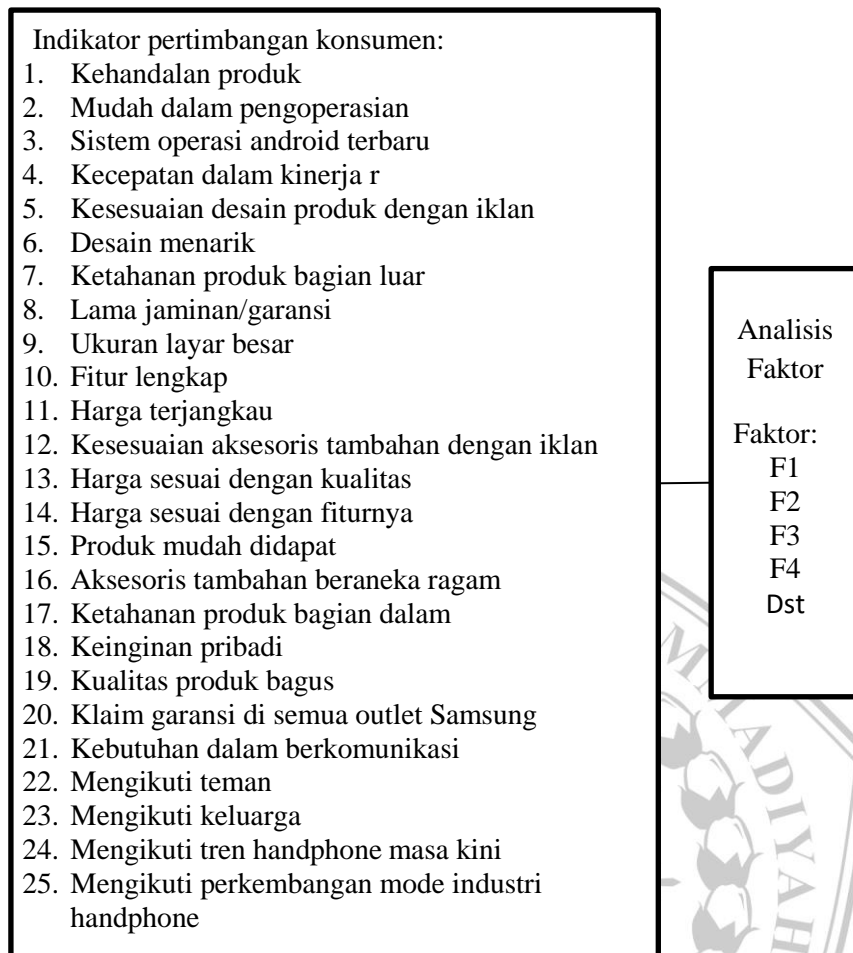 Indikator pertimbangan konsumen:
1. Kehandalan produk
2. Mudah dalam pengoperasian
3. Sistem operasi android terbaru
4. Kecepatan dalam kinerja r
5. Kesesuaian desain produk dengan iklan
6. Desain menarik
7. Ketahanan produk bagian luar
8. Lama jaminan/garansi
9. Ukuran layar besar
10. Fitur lengkap
11. Harga terjangkau
12. Kesesuaian aksesoris tambahan dengan iklan
13. Harga sesuai dengan kualitas
14. Harga sesuai dengan fiturnya
15. Produk mudah didapat
16. Aksesoris tambahan beraneka ragam
17. Ketahanan produk bagian dalam
18. Keinginan pribadi
19. Kualitas produk bagus
20. Klaim garansi di semua outlet Samsung
21. Kebutuhan dalam berkomunikasi
22. Mengikuti teman
23. Mengikuti keluarga
24. Mengikuti tren handphone masa kini
25. Mengikuti perkembangan mode industri
handphone
Analisis
Faktor
Faktor:
F1
F2
F3
F4
Dst